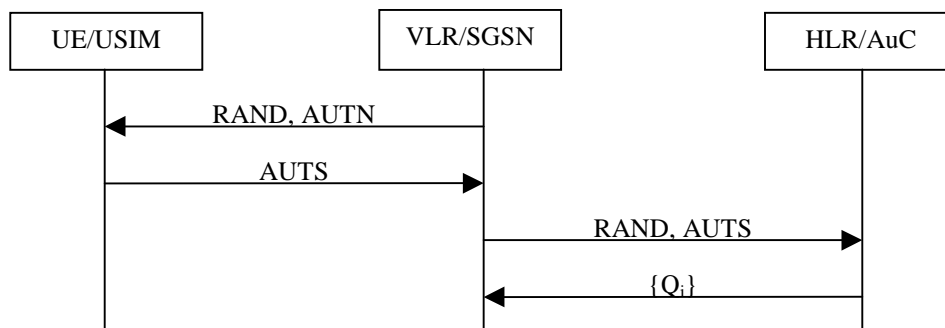 UE/USIM
VLR/SGSN
HLR/AuC
RAND, AUTN
AUTS
RAND, AUTS
{Qi}